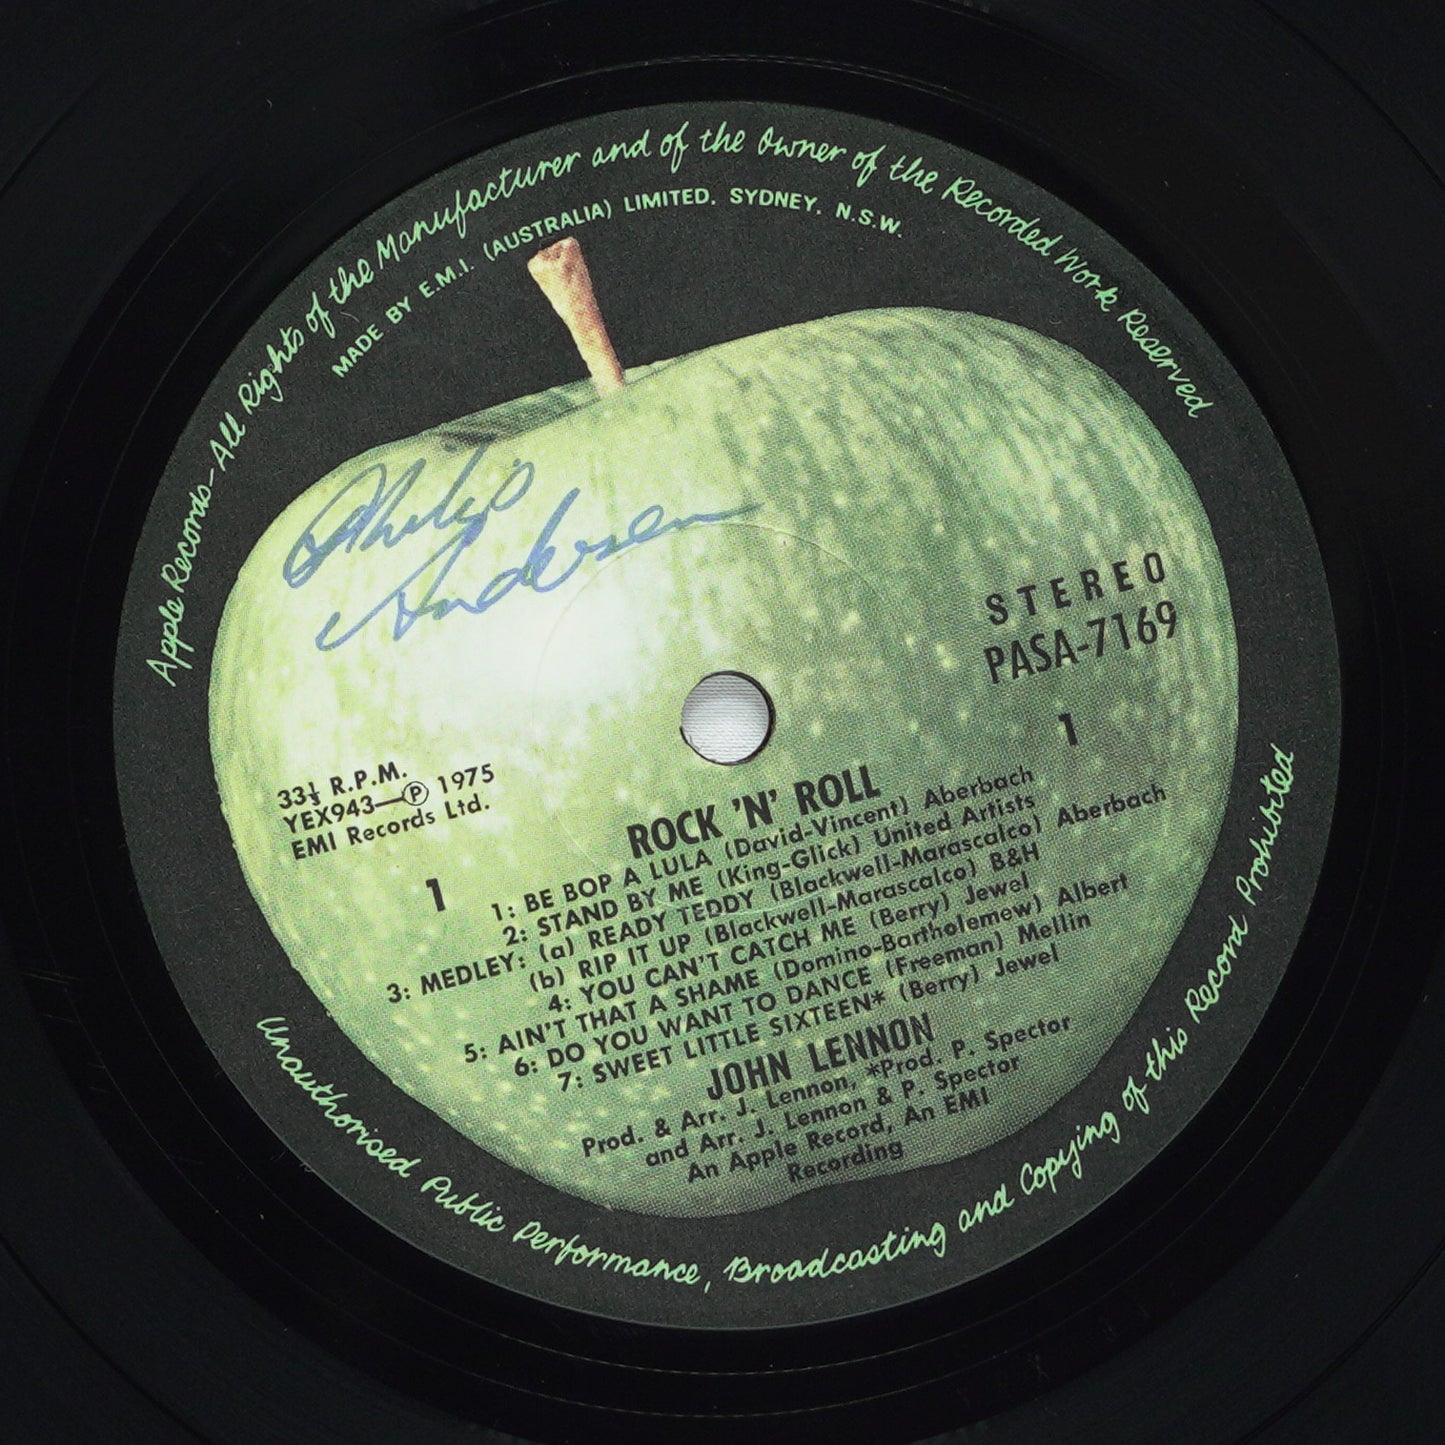 Apple Records—All Rights of the Manufacturer and of the Owner of the Recorded Work Reserved
MADE BY E.M.I. (AUSTRALIA) LIMITED, SYDNEY, N.S.W.
Andersen
STEREO
PASA-7169
1
33⅓ R.P.M.
YEX943—Ⓟ 1975
EMI Records Ltd.
1
ROCK 'N' ROLL
1: BE BOP A LULA (David-Vincent) Aberbach
2: STAND BY ME (King-Glick) United Artists
3: MEDLEY: (a) READY TEDDY (Blackwell-Marascalco) Aberbach
(b) RIP IT UP (Blackwell-Marascalco) B&H
4: YOU CAN'T CATCH ME (Berry) Jewel
5: AIN'T THAT A SHAME (Domino-Bartholemew) Albert
6: DO YOU WANT TO DANCE (Freeman) Mellin
7: SWEET LITTLE SIXTEEN* (Berry) Jewel
JOHN LENNON
Prod. & Arr. J. Lennon, *Prod. P. Spector
and Arr. J. Lennon & P. Spector
An Apple Record, An EMI
Recording
Unauthorised Public Performance, Broadcasting and Copying of this Record Prohibited